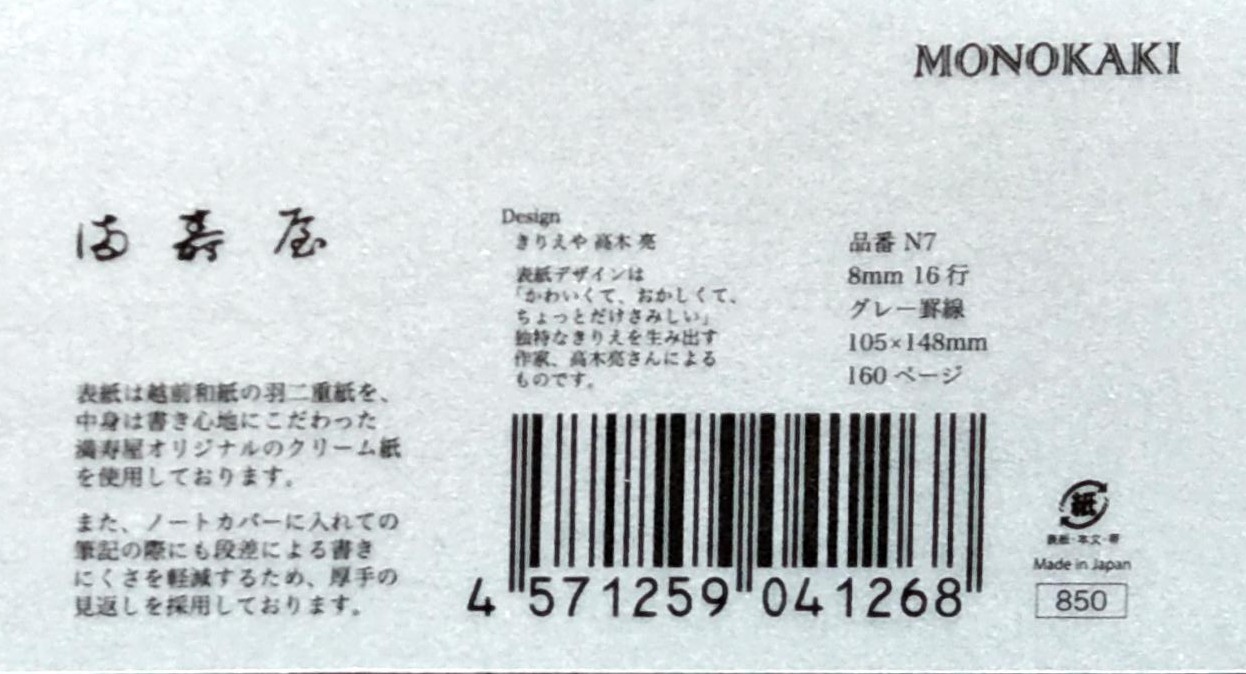 MONOKAKI
ま 壽 屋
表紙は越前和紙の羽二重紙を、
中身は書き心地にこだわった
満寿屋オリジナルのクリーム紙
を使用しております。
また、ノートカバーに入れての
筆記の際にも段差による書き
にくさを軽減するため、厚手の
見返しを採用しております。
Design
きりえや 高木 亮
表紙デザインは
「かわいくて、おかしくて、
ちょっとだけさみしい」
独特なきりえを生み出す
作家、高木亮さんによる
ものです。
品番 N7
8mm 16 行
グレー罫線
105×148mm
160 ページ
4 571259 041268
紙
表紙・本文・帯
Made in Japan
850